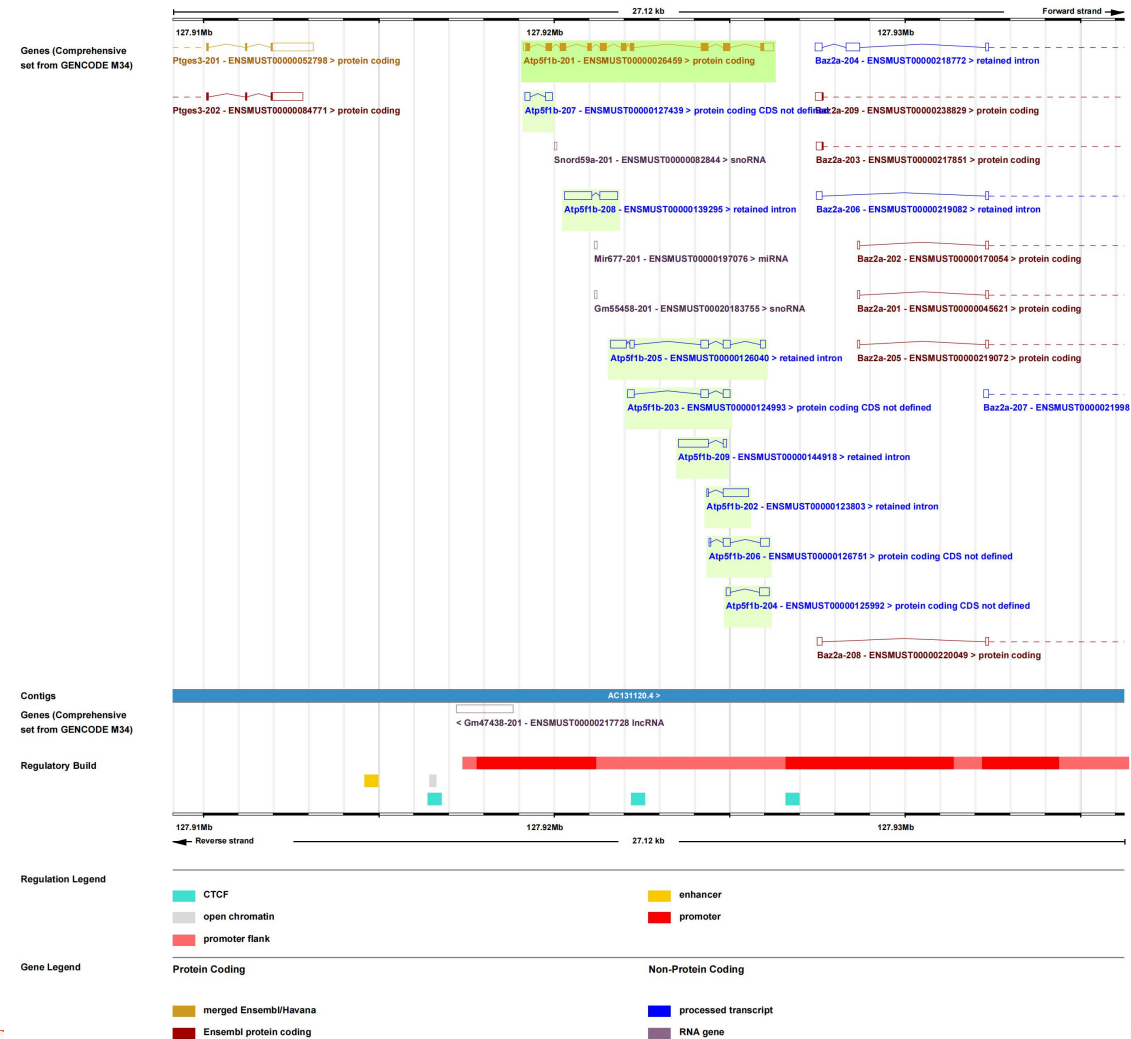 27.12 kb Forward strand
127.91Mb 127.92Mb 127.93Mb
Genes (Comprehensive
set from GENCODE M34)
Ptges3-201 - ENSMUST00000052798 > protein coding Atp5f1b-201 - ENSMUST00000026459 > protein coding Baz2a-204 - ENSMUST00000218772 > retained intron
Ptges3-202 - ENSMUST00000084771 > protein coding Atp5f1b-207 - ENSMUST00000127439 > protein coding CDS not defined Baz2a-209 - ENSMUST00000238829 > protein coding
Snord59a-201 - ENSMUST00000082844 > snoRNA Baz2a-203 - ENSMUST00000217851 > protein coding
Atp5f1b-208 - ENSMUST00000139295 > retained intron Baz2a-206 - ENSMUST00000219082 > retained intron
Mir677-201 - ENSMUST00000197076 > miRNA Baz2a-202 - ENSMUST00000170054 > protein coding
Gm55458-201 - ENSMUST00020183755 > snoRNA Baz2a-201 - ENSMUST00000045621 > protein coding
Atp5f1b-205 - ENSMUST00000126040 > retained intron Baz2a-205 - ENSMUST00000219072 > protein coding
Atp5f1b-203 - ENSMUST00000124993 > protein coding CDS not defined Baz2a-207 - ENSMUST0000021998
Atp5f1b-209 - ENSMUST00000144918 > retained intron
Atp5f1b-202 - ENSMUST00000123803 > retained intron
Atp5f1b-206 - ENSMUST00000126751 > protein coding CDS not defined
Atp5f1b-204 - ENSMUST00000125992 > protein coding CDS not defined
Baz2a-208 - ENSMUST00000220049 > protein coding
Contigs AC131120.4 >
Genes (Comprehensive
set from GENCODE M34)
< Gm47438-201 - ENSMUST00000217728 lncRNA
Regulatory Build
127.91Mb 127.92Mb 127.93Mb
Reverse strand 27.12 kb
Regulation Legend
CTCF enhancer
open chromatin promoter
promoter flank
Gene Legend Protein Coding Non-Protein Coding
merged Ensembl/Havana processed transcript
Ensembl protein coding RNA gene